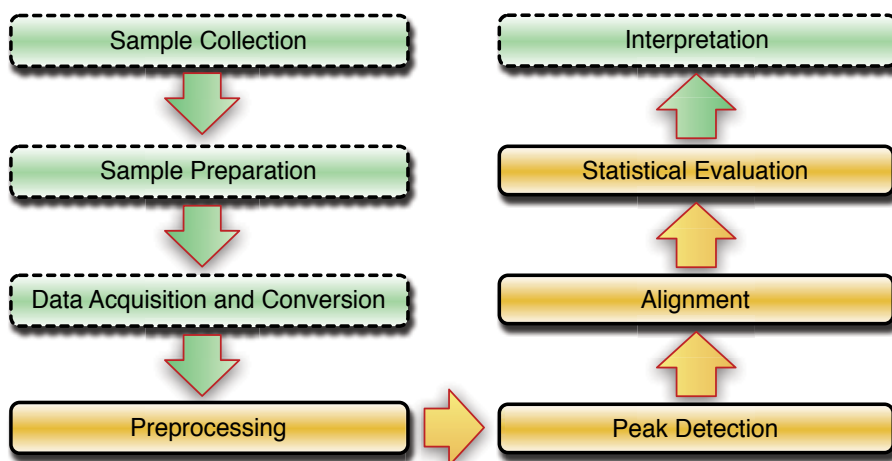 Sample Collection
Sample Preparation
Data Acquisition and Conversion
Preprocessing
Peak Detection
Alignment
Statistical Evaluation
Interpretation